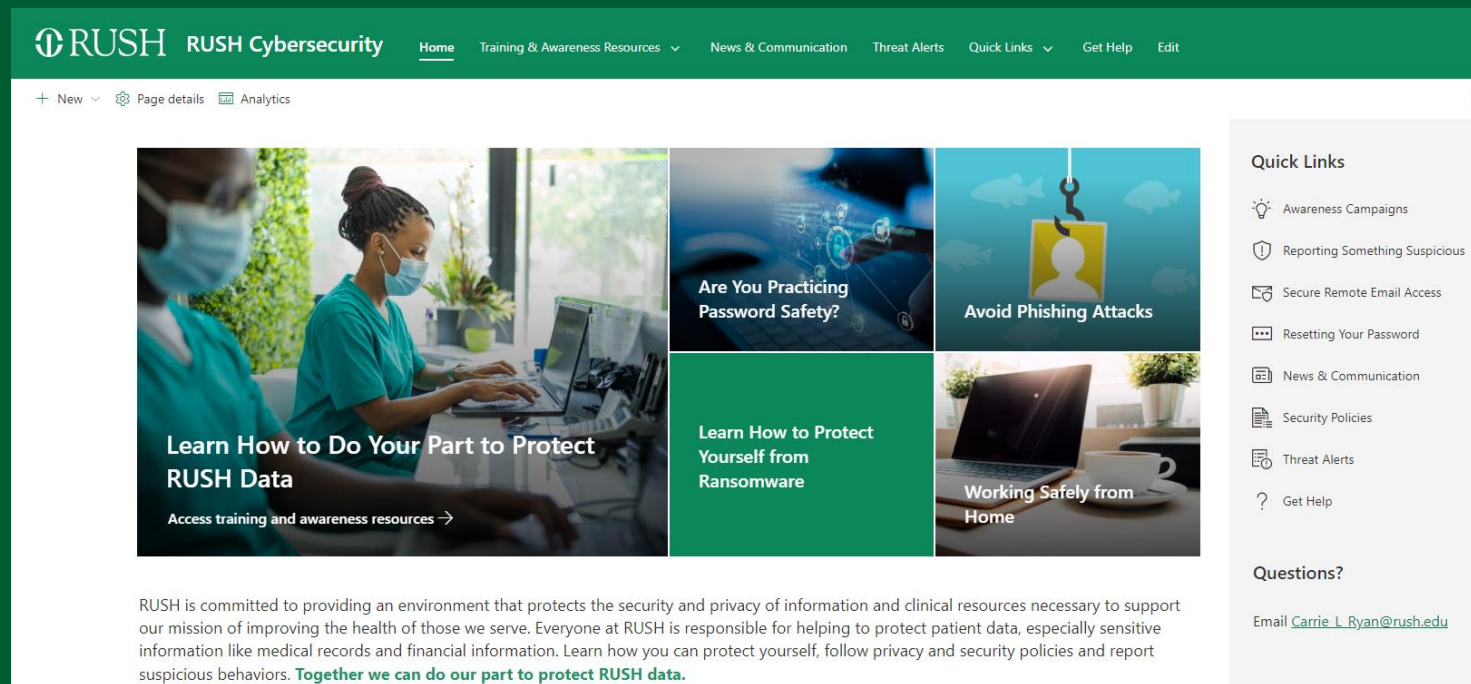 RUSH
RUSH Cybersecurity
Home
Training & Awareness Resources
News & Communication
Threat Alerts
Quick Links
Get Help
Edit
New
Page details
Analytics
Learn How to Do Your Part to Protect
RUSH Data
Access training and awareness resources →
Are You Practicing
Password Safety?
Avoid Phishing Attacks
Learn How to Protect
Yourself from
Ransomware
Working Safely from
Home
Quick Links
Awareness Campaigns
Reporting Something Suspicious
Secure Remote Email Access
Resetting Your Password
News & Communication
Security Policies
Threat Alerts
Get Help
Questions?
Email Carrie_L_Ryan@rush.edu
RUSH is committed to providing an environment that protects the security and privacy of information and clinical resources necessary to support
our mission of improving the health of those we serve. Everyone at RUSH is responsible for helping to protect patient data, especially sensitive
information like medical records and financial information. Learn how you can protect yourself, follow privacy and security policies and report
suspicious behaviors. Together we can do our part to protect RUSH data.